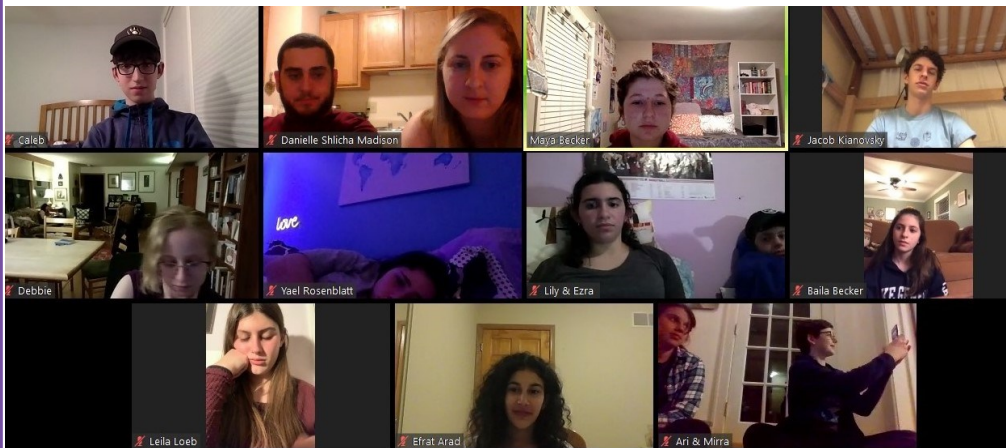 Caleb
Danielle Shlicha Madison
Maya Becker
Jacob Kianovsky
Debbie
love
Yael Rosenblatt
Lily & Ezra
Baila Becker
Leila Loeb
Efrat Arad
Ari & Mirra